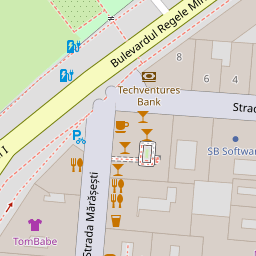 Bulevardul Regele Mi
8
6
4
Techventures
Bank
Strad
SB Softwar
Strada Mărășești
TomBabe
I